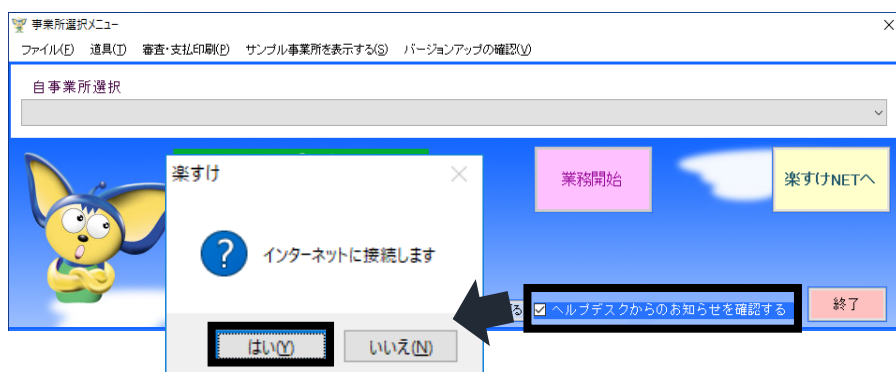 事業所選択メニュー
ファイル(F) 道具(T) 審査・支払印刷(P) サンプル事業所を表示する(S) バージョンアップの確認(V)
自事業所選択
楽すけ
業務開始
楽すけNETへ
インターネットに接続します
る
ヘルプデスクからのお知らせを確認する
終了
はい(Y)
いいえ(N)